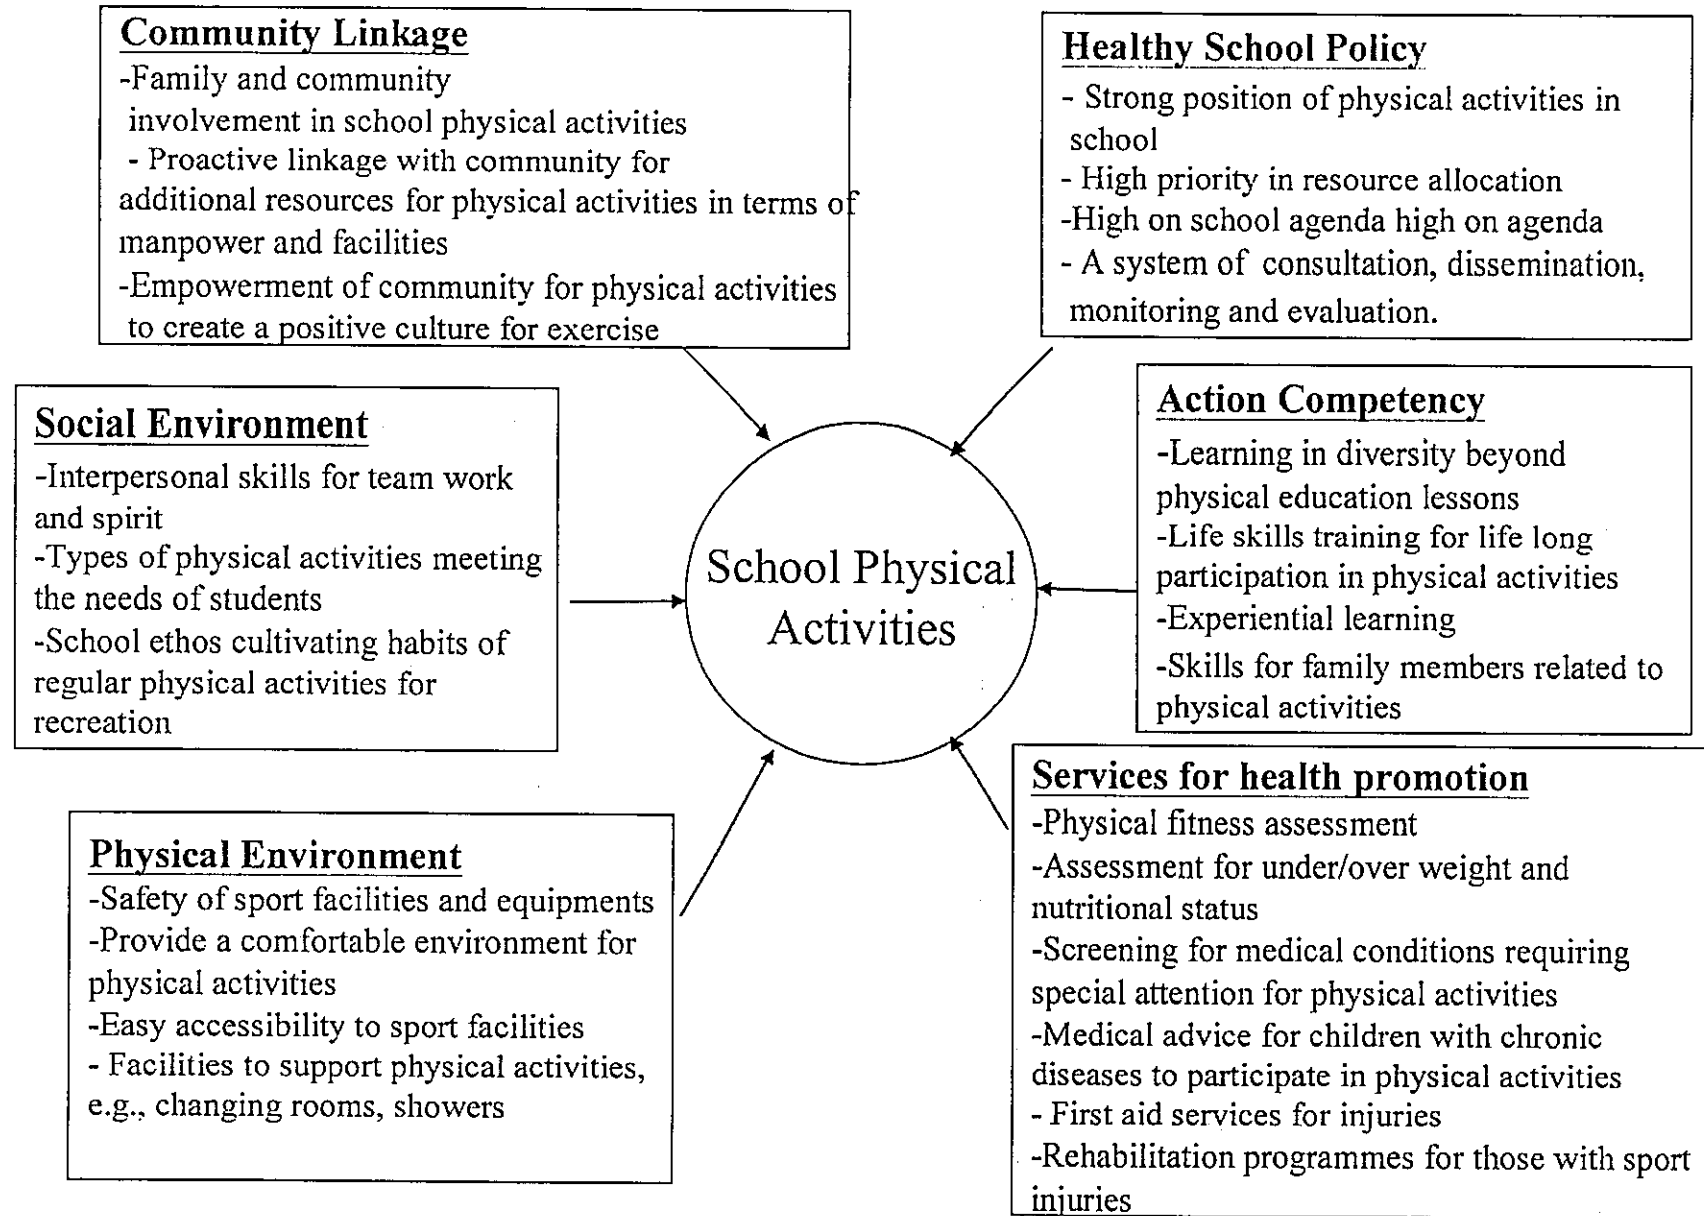 Community Linkage
-Family and community
involvement in school physical activities
- Proactive linkage with community for
additional resources for physical activities in terms of
manpower and facilities
-Empowerment of community for physical activities
to create a positive culture for exercise
Healthy School Policy
- Strong position of physical activities in
school
- High priority in resource allocation
-High on school agenda high on agenda
- A system of consultation, dissemination,
monitoring and evaluation.
Social Environment
-Interpersonal skills for team work
and spirit
-Types of physical activities meeting
the needs of students
-School ethos cultivating habits of
regular physical activities for
recreation
School Physical
Activities
Action Competency
-Learning in diversity beyond
physical education lessons
-Life skills training for life long
participation in physical activities
-Experiential learning
-Skills for family members related to
physical activities
Physical Environment
-Safety of sport facilities and equipments
-Provide a comfortable environment for
physical activities
-Easy accessibility to sport facilities
- Facilities to support physical activities,
e.g., changing rooms, showers
Services for health promotion
-Physical fitness assessment
-Assessment for under/over weight and
nutritional status
-Screening for medical conditions requiring
special attention for physical activities
-Medical advice for children with chronic
diseases to participate in physical activities
- First aid services for injuries
-Rehabilitation programmes for those with sport
injuries